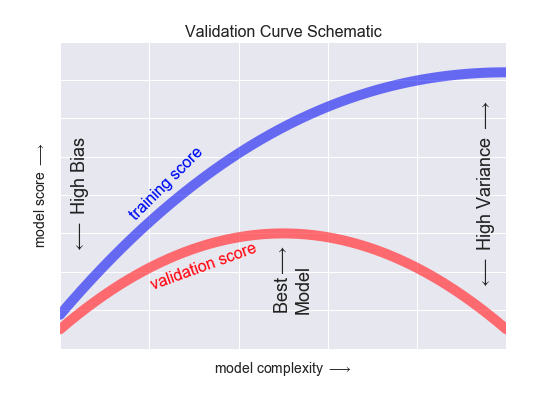 Validation Curve Schematic
model score ⟶
⟵ High Bias
training score
validation score
Best ⟶
Model
⟵ High Variance ⟶
model complexity ⟶